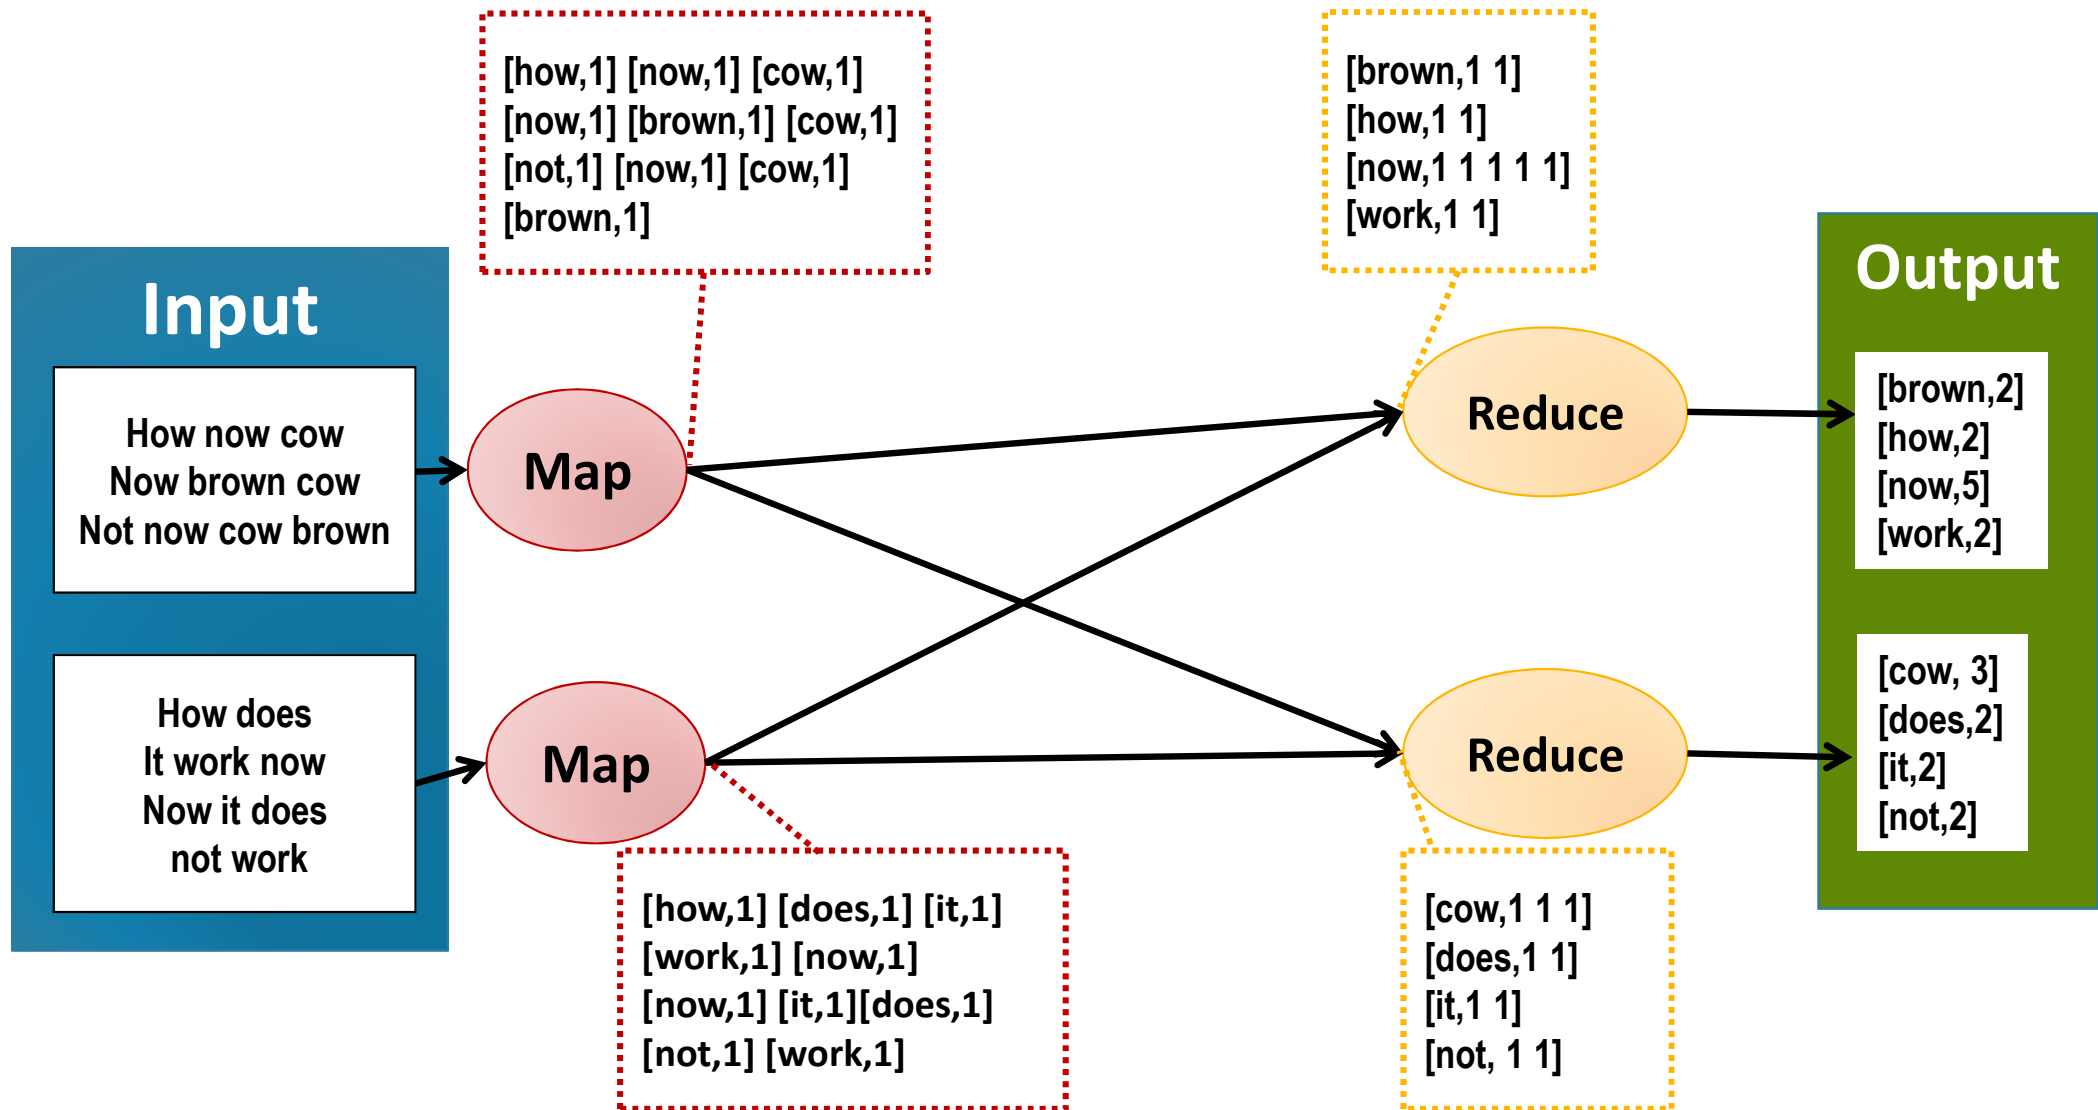 Input
How now cow
Now brown cow
Not now cow brown
How does
It work now
Now it does
not work
Map
Map
[how,1] [now,1] [cow,1]
[now,1] [brown,1] [cow,1]
[not,1] [now,1] [cow,1]
[brown,1]
[how,1] [does,1] [it,1]
[work,1] [now,1]
[now,1] [it,1][does,1]
[not,1] [work,1]
[brown,1 1]
[how,1 1]
[now,1 1 1 1 1]
[work,1 1]
Reduce
Reduce
[cow,1 1 1]
[does,1 1]
[it,1 1]
[not, 1 1]
Output
[brown,2]
[how,2]
[now,5]
[work,2]
[cow, 3]
[does,2]
[it,2]
[not,2]